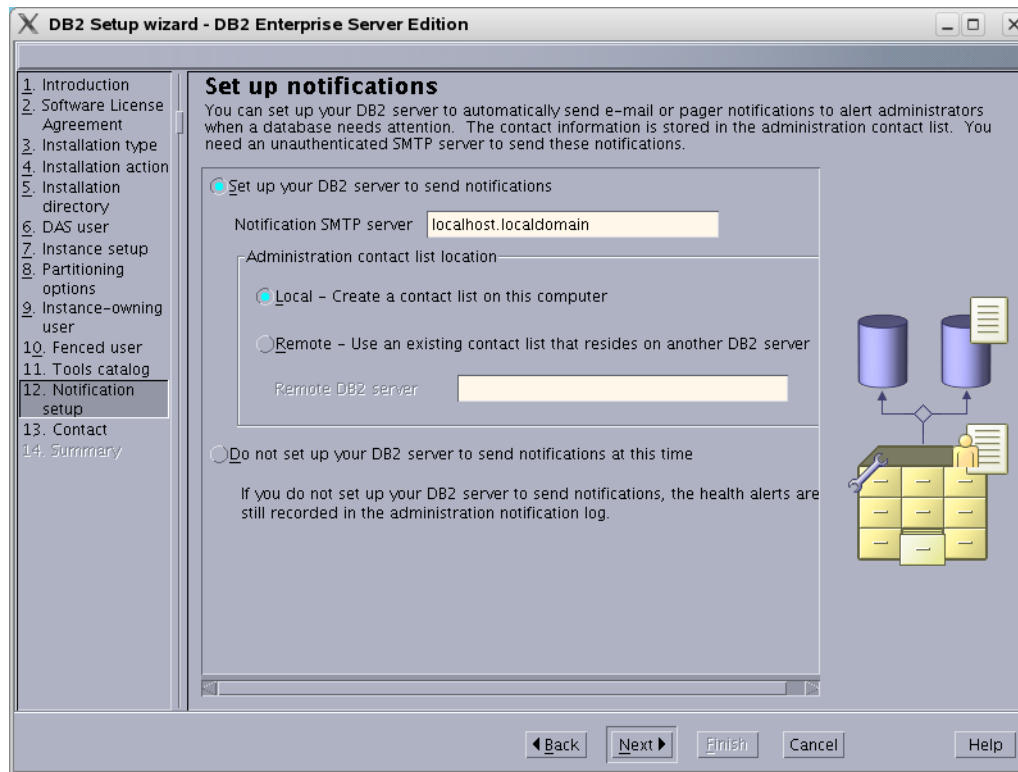 DB2 Setup wizard - DB2 Enterprise Server Edition
1. Introduction
2. Software License
Agreement
3. Installation type
4. Installation action
5. Installation
directory
6. DAS user
7. Instance setup
8. Partitioning
options
9. Instance-owning
user
10. Fenced user
11. Tools catalog
12. Notification
setup
13. Contact
14. Summary
Set up notifications
You can set up your DB2 server to automatically send e-mail or pager notifications to alert administrators
when a database needs attention. The contact information is stored in the administration contact list. You
need an unauthenticated SMTP server to send these notifications.
Set up your DB2 server to send notifications
Notification SMTP server localhost.localdomain
Administration contact list location
Local - Create a contact list on this computer
Remote - Use an existing contact list that resides on another DB2 server
Remote DB2 server
Do not set up your DB2 server to send notifications at this time
If you do not set up your DB2 server to send notifications, the health alerts are
still recorded in the administration notification log.
Back Next Finish Cancel Help